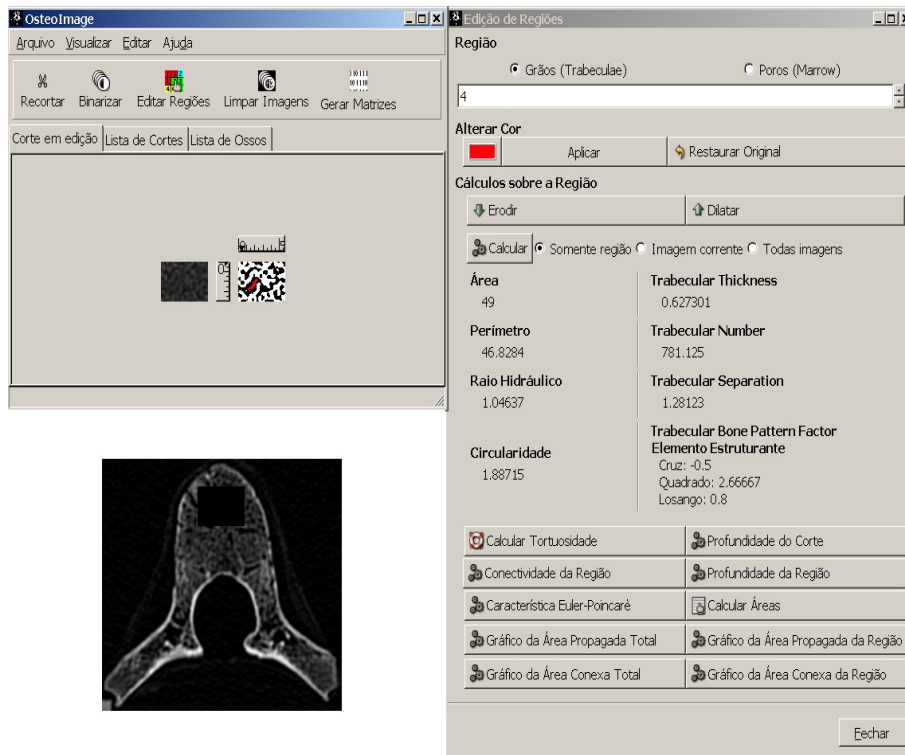 OsteoImage
Arquivo Visualizar Editar Ajuda
Recortar Binarizar Editar Regiões Limpar Imagens Gerar Matrizes
Corte em edição Lista de Cortes Lista de Ossos
Edição de Regiões
Região
Grãos (Trabeculae) Poros (Marrow)
4
Alterar Cor
Aplicar Restaurar Original
Cálculos sobre a Região
Erodir Dilatar
Calcular Somente região Imagem corrente Todas imagens
Área Trabecular Thickness
49 0.627301
Perímetro Trabecular Number
46.8284 781.125
Raio Hidráulico Trabecular Separation
1.04637 1.28123
Trabecular Bone Pattern Factor
Circularidade Elemento Estruturante
1.88715 Cruz: -0.5
Quadrado: 2.66667
Losango: 0.8
Calcular Tortuosidade Profundidade do Corte
Conectividade da Região Profundidade da Região
Característica Euler-Poincarè Calcular Áreas
Gráfico da Área Propagada Total Gráfico da Área Propagada da Região
Gráfico da Área Conexa Total Gráfico da Área Conexa da Região
Fechar